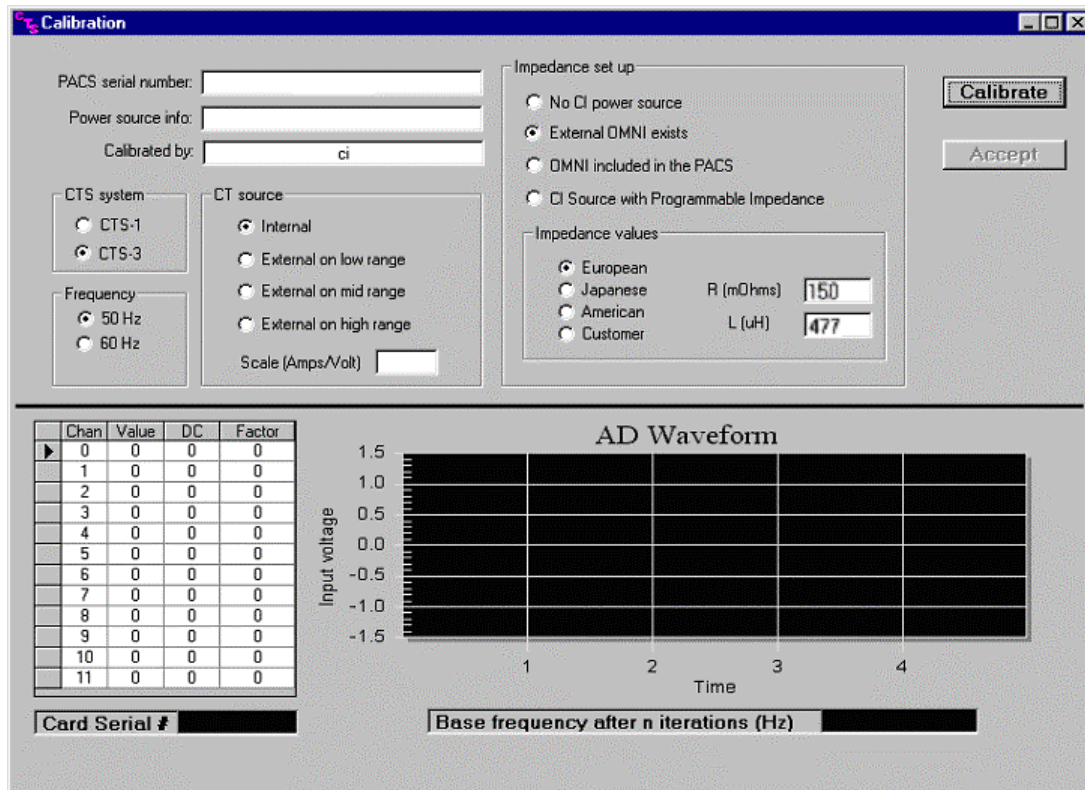 CTS Calibration
PACS serial number:
Power source info:
Calibrated by: ci
CTS system
CTS-1
CTS-3
Frequency
50 Hz
60 Hz
CT source
Internal
External on low range
External on mid range
External on high range
Scale (Amps/Volt)
Impedance set up
No CI power source
External OMNI exists
OMNI included in the PACS
CI Source with Programmable Impedance
Impedance values
European
Japanese
American
Customer
R (mOhms) 150
L (uH) 477
Calibrate
Accept
Chan Value DC Factor
0 0 0 0
1 0 0 0
2 0 0 0
3 0 0 0
4 0 0 0
5 0 0 0
6 0 0 0
7 0 0 0
8 0 0 0
9 0 0 0
10 0 0 0
11 0 0 0
Card Serial #
AD Waveform
Input voltage
1.5
1.0
0.5
0.0
-0.5
-1.0
-1.5
1 2 3 4
Time
Base frequency after n iterations (Hz)